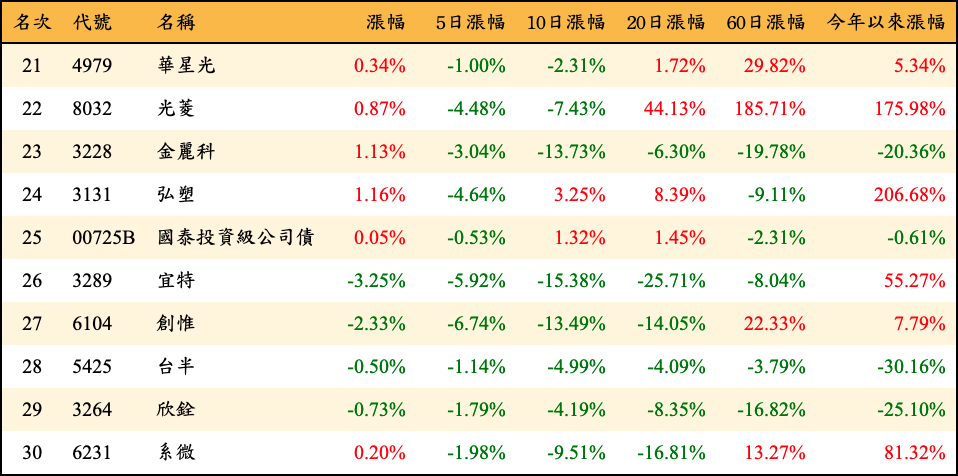 名次 代號 名稱 漲幅 5日漲幅 10日漲幅 20日漲幅 60日漲幅 今年以來漲幅
21 4979 華星光 0.34% -1.00% -2.31% 1.72% 29.82% 5.34%
22 8032 光菱 0.87% -4.48% -7.43% 44.13% 185.71% 175.98%
23 3228 金麗科 1.13% -3.04% -13.73% -6.30% -19.78% -20.36%
24 3131 弘塑 1.16% -4.64% 3.25% 8.39% -9.11% 206.68%
25 00725B 國泰投資級公司債 0.05% -0.53% 1.32% 1.45% -2.31% -0.61%
26 3289 宜特 -3.25% -5.92% -15.38% -25.71% -8.04% 55.27%
27 6104 創惟 -2.33% -6.74% -13.49% -14.05% 22.33% 7.79%
28 5425 台半 -0.50% -1.14% -4.99% -4.09% -3.79% -30.16%
29 3264 欣銓 -0.73% -1.79% -4.19% -8.35% -16.82% -25.10%
30 6231 系微 0.20% -1.98% -9.51% -16.81% 13.27% 81.32%